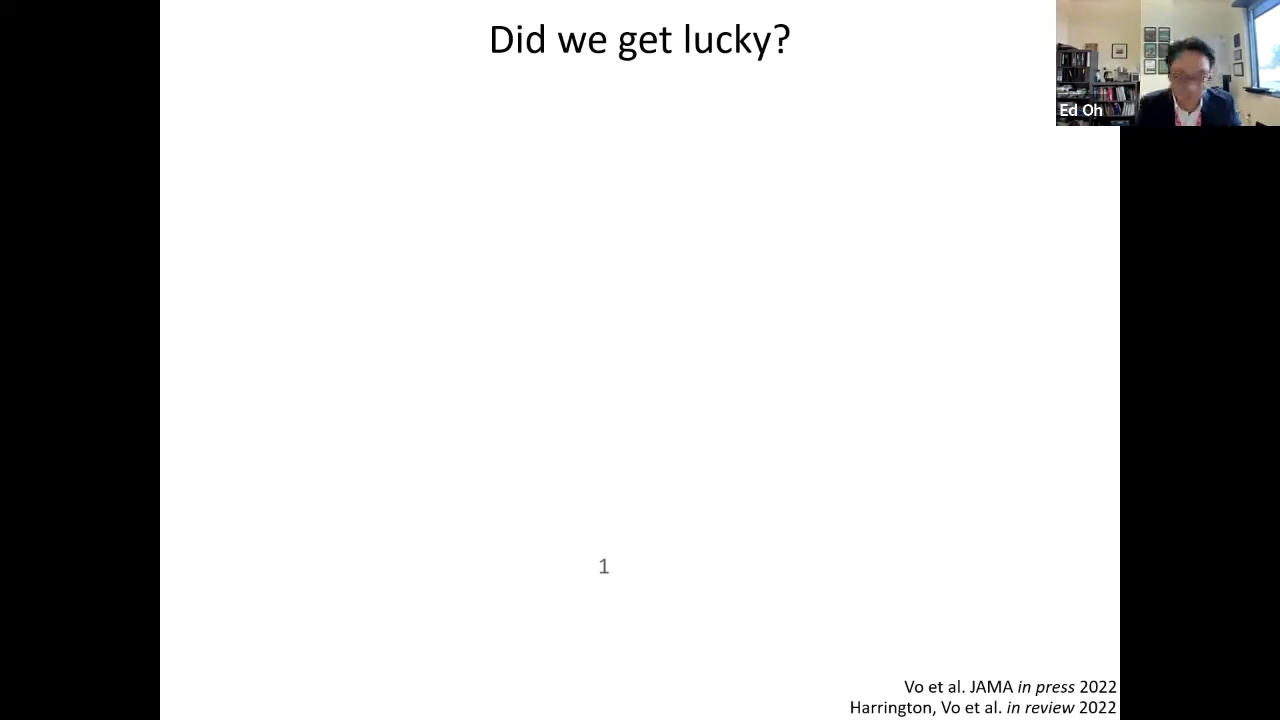 Did we get lucky?
Ed Oh
1
Vo et al. JAMA in press 2022
Harrington, Vo et al. in review 2022